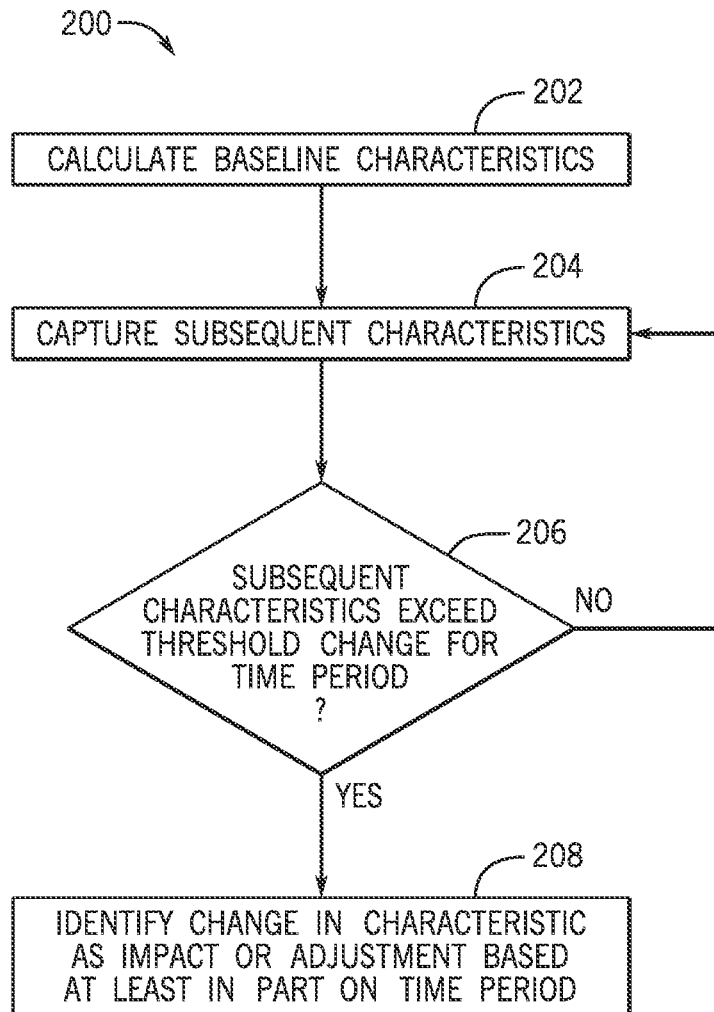 200
202
CALCULATE BASELINE CHARACTERISTICS
204
CAPTURE SUBSEQUENT CHARACTERISTICS
206
SUBSEQUENT
CHARACTERISTICS EXCEED
THRESHOLD CHANGE FOR
TIME PERIOD
?
NO
YES
208
IDENTIFY CHANGE IN CHARACTERISTIC
AS IMPACT OR ADJUSTMENT BASED
AT LEAST IN PART ON TIME PERIOD